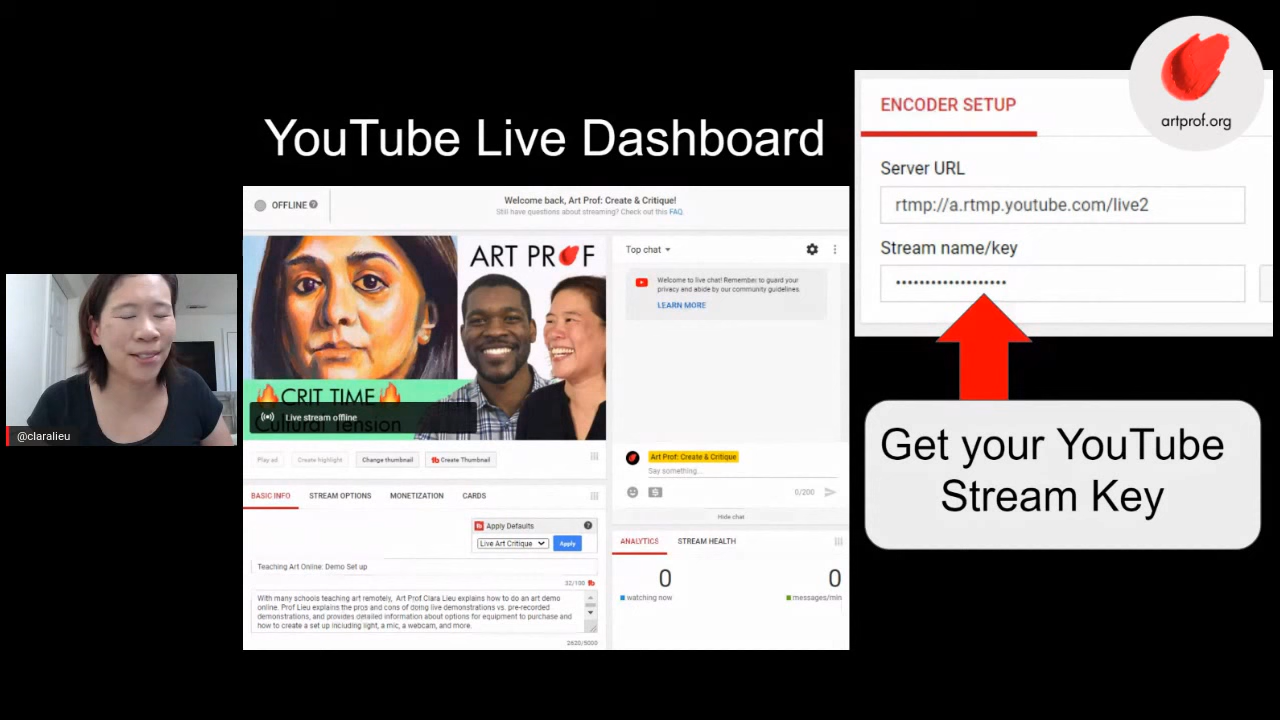 YouTube Live Dashboard
OFFLINE
Welcome back, Art Prof: Create & Critique!
Still have questions about streaming? Check out this FAQ.
ART PROF
CRIT TIME
Live stream offline
Cultural Tension
Play ad
Create highlight
Change thumbnail
Create Thumbnail
BASIC INFO
STREAM OPTIONS
MONETIZATION
CARDS
Apply Defaults
Live Art Critique
Apply
Teaching Art Online: Demo Set up
32/100
With many schools teaching art remotely, Art Prof Clara Lieu explains how to do an art demo
online. Prof Lieu explains the pros and cons of doing live demonstrations vs. pre-recorded
demonstrations, and provides detailed information about options for equipment to purchase and
how to create a set up including light, a mic, a webcam, and more.
2620/5000
Top chat
Welcome to live chat! Remember to guard your
privacy and abide by our community guidelines.
LEARN MORE
Art Prof: Create & Critique
Say something...
0/200
Hide chat
ANALYTICS
STREAM HEALTH
0
watching now
0
messages/min
@claralieu
artprof.org
ENCODER SETUP
Server URL
rtmp://a.rtmp.youtube.com/live2
Stream name/key
Get your YouTube
Stream Key